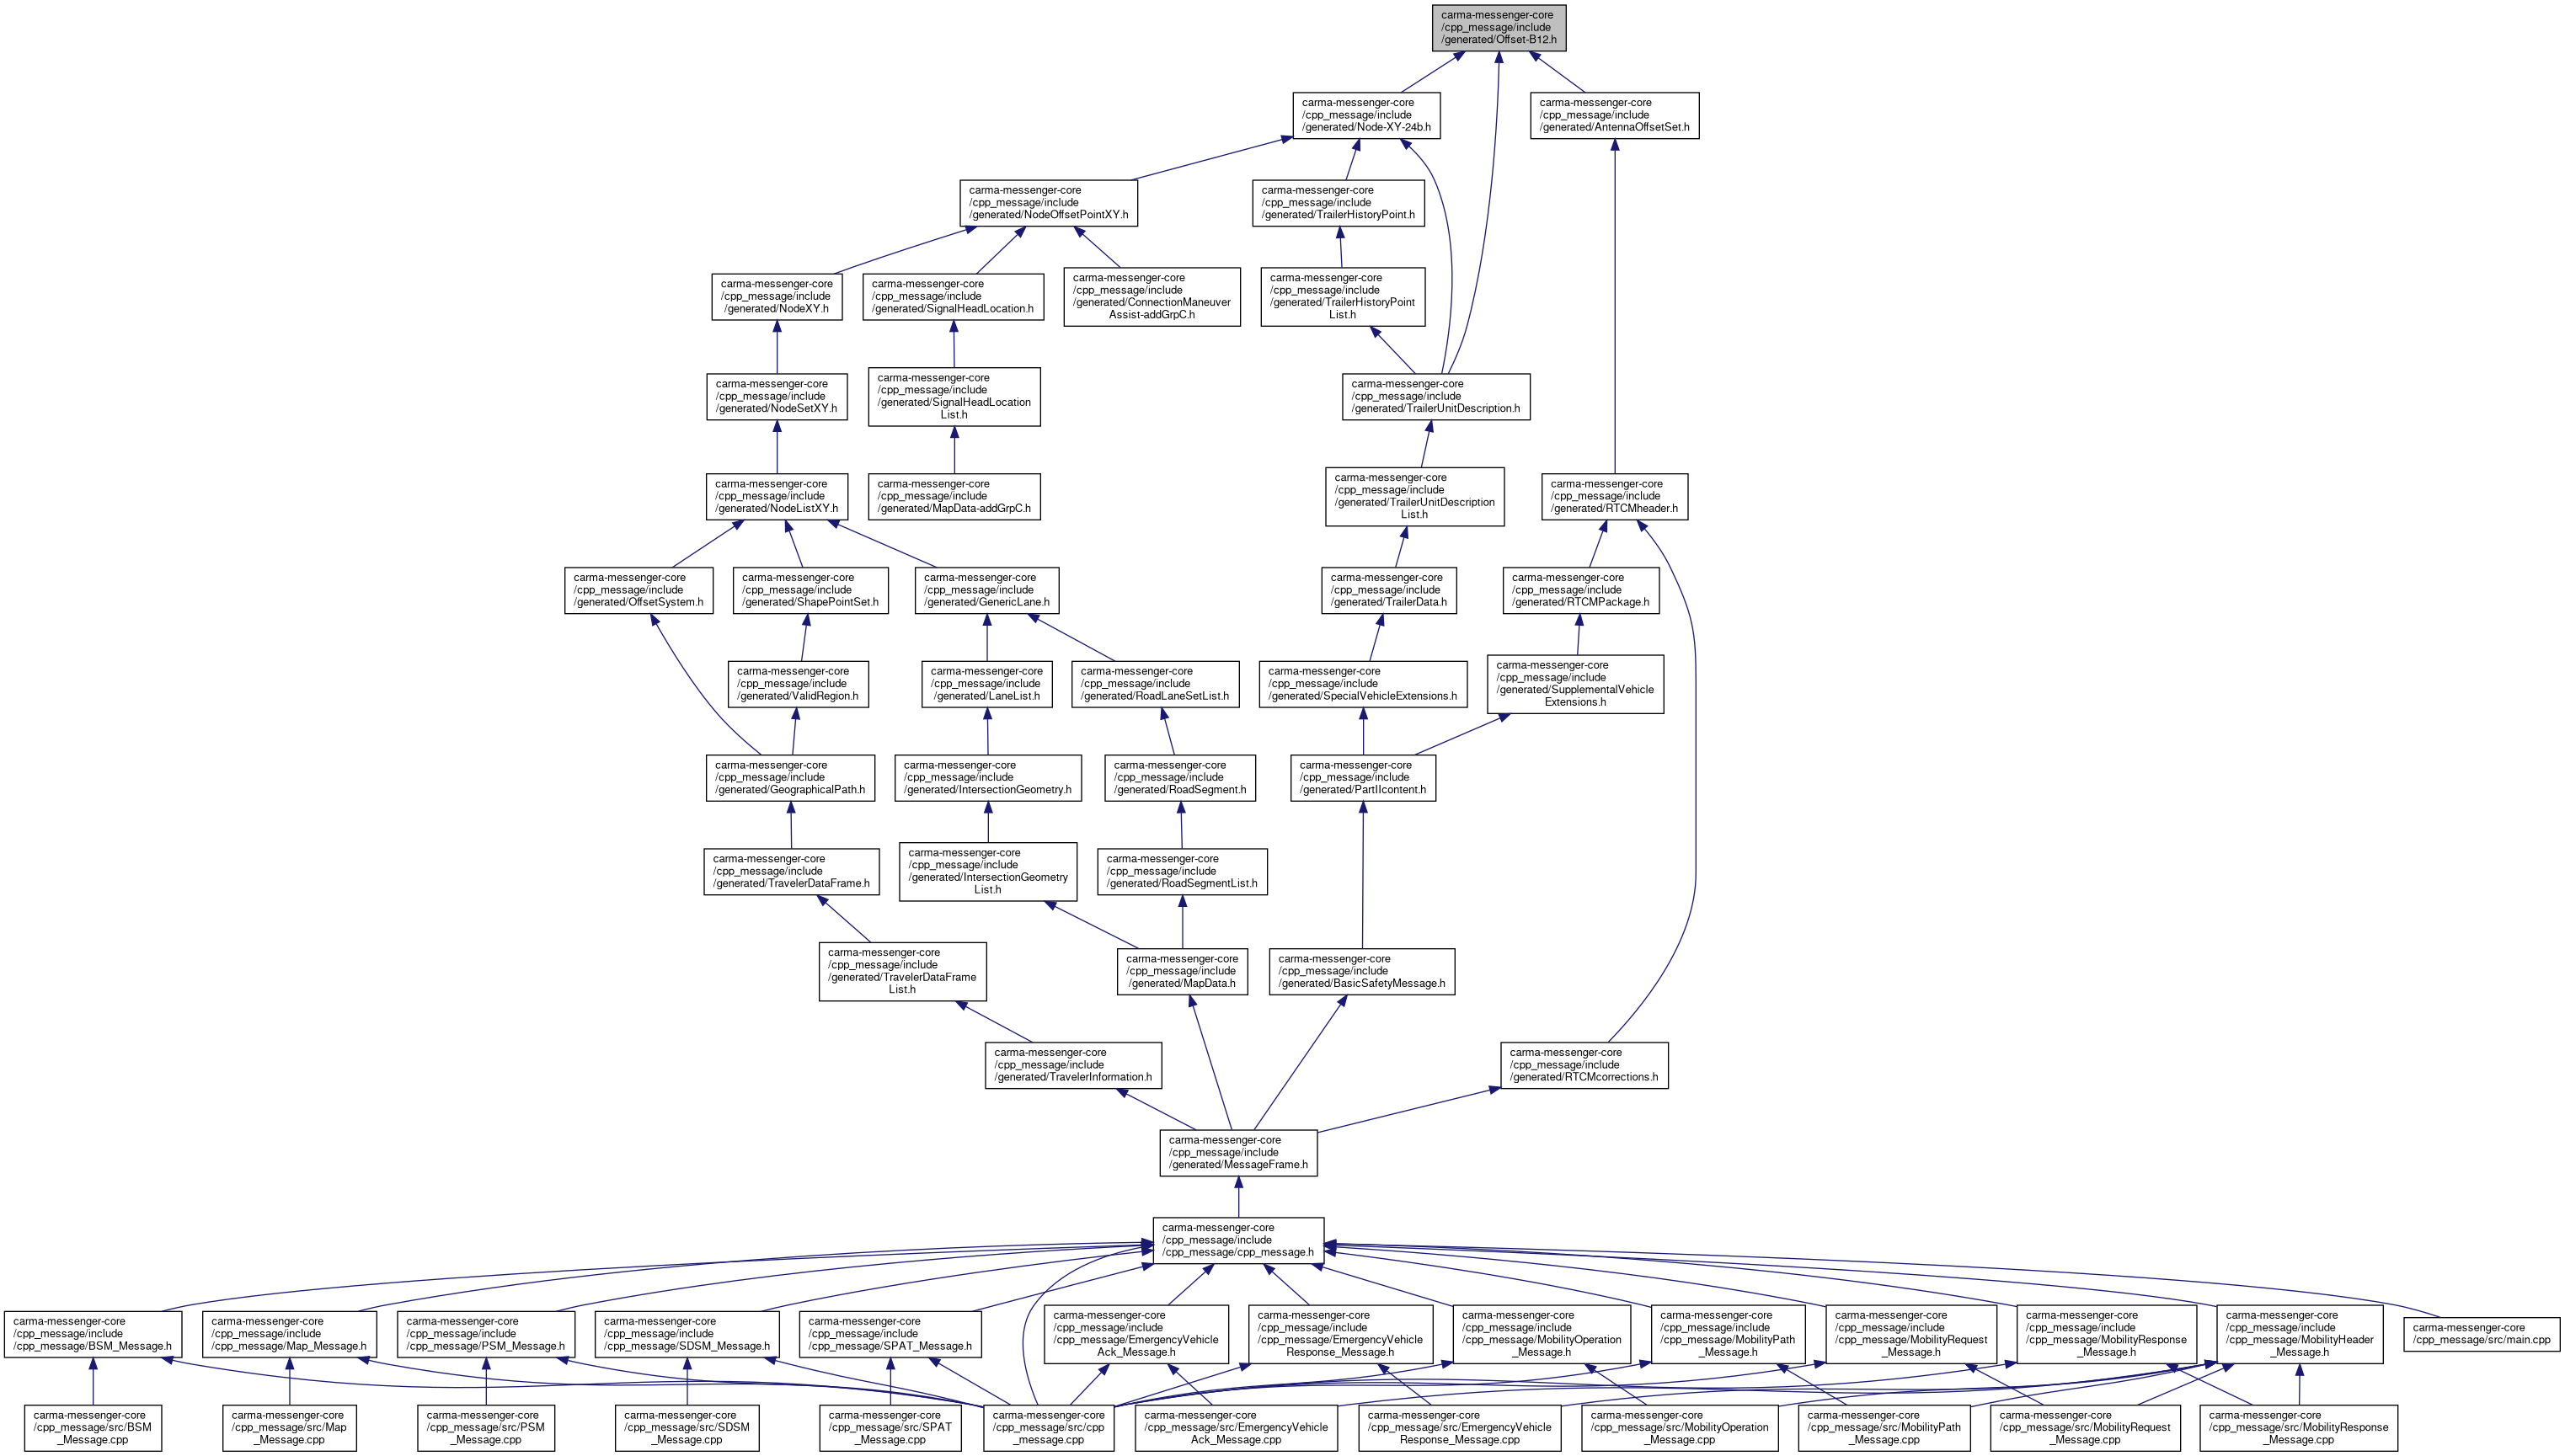 carma-messenger-core
/cpp_message/include
/generated/Offset-B12.h
carma-messenger-core
/cpp_message/include
/generated/Node-XY-24b.h
carma-messenger-core
/cpp_message/include
/generated/AntennaOffsetSet.h
carma-messenger-core
/cpp_message/include
/generated/NodeOffsetPointXY.h
carma-messenger-core
/cpp_message/include
/generated/TrailerHistoryPoint.h
carma-messenger-core
/cpp_message/include
/generated/NodeXY.h
carma-messenger-core
/cpp_message/include
/generated/SignalHeadLocation.h
carma-messenger-core
/cpp_message/include
/generated/ConnectionManeuver
Assist-addGrpC.h
carma-messenger-core
/cpp_message/include
/generated/TrailerHistoryPoint
List.h
carma-messenger-core
/cpp_message/include
/generated/NodeSetXY.h
carma-messenger-core
/cpp_message/include
/generated/SignalHeadLocation
List.h
carma-messenger-core
/cpp_message/include
/generated/TrailerUnitDescription.h
carma-messenger-core
/cpp_message/include
/generated/NodeListXY.h
carma-messenger-core
/cpp_message/include
/generated/MapData-addGrpC.h
carma-messenger-core
/cpp_message/include
/generated/TrailerUnitDescription
List.h
carma-messenger-core
/cpp_message/include
/generated/RTCMheader.h
carma-messenger-core
/cpp_message/include
/generated/OffsetSystem.h
carma-messenger-core
/cpp_message/include
/generated/ShapePointSet.h
carma-messenger-core
/cpp_message/include
/generated/GenericLane.h
carma-messenger-core
/cpp_message/include
/generated/TrailerData.h
carma-messenger-core
/cpp_message/include
/generated/RTCMPackage.h
carma-messenger-core
/cpp_message/include
/generated/ValidRegion.h
carma-messenger-core
/cpp_message/include
/generated/LaneList.h
carma-messenger-core
/cpp_message/include
/generated/RoadLaneSetList.h
carma-messenger-core
/cpp_message/include
/generated/SpecialVehicleExtensions.h
carma-messenger-core
/cpp_message/include
/generated/SupplementalVehicle
Extensions.h
carma-messenger-core
/cpp_message/include
/generated/GeographicalPath.h
carma-messenger-core
/cpp_message/include
/generated/IntersectionGeometry.h
carma-messenger-core
/cpp_message/include
/generated/RoadSegment.h
carma-messenger-core
/cpp_message/include
/generated/PartIIcontent.h
carma-messenger-core
/cpp_message/include
/generated/TravelerDataFrame.h
carma-messenger-core
/cpp_message/include
/generated/IntersectionGeometry
List.h
carma-messenger-core
/cpp_message/include
/generated/RoadSegmentList.h
carma-messenger-core
/cpp_message/include
/generated/TravelerDataFrame
List.h
carma-messenger-core
/cpp_message/include
/generated/MapData.h
carma-messenger-core
/cpp_message/include
/generated/BasicSafetyMessage.h
carma-messenger-core
/cpp_message/include
/generated/TravelerInformation.h
carma-messenger-core
/cpp_message/include
/generated/RTCMcorrections.h
carma-messenger-core
/cpp_message/include
/generated/MessageFrame.h
carma-messenger-core
/cpp_message/include
/cpp_message/cpp_message.h
carma-messenger-core
/cpp_message/include
/cpp_message/BSM_Message.h
carma-messenger-core
/cpp_message/include
/cpp_message/Map_Message.h
carma-messenger-core
/cpp_message/include
/cpp_message/PSM_Message.h
carma-messenger-core
/cpp_message/include
/cpp_message/SDSM_Message.h
carma-messenger-core
/cpp_message/include
/cpp_message/SPAT_Message.h
carma-messenger-core
/cpp_message/include
/cpp_message/EmergencyVehicle
Ack_Message.h
carma-messenger-core
/cpp_message/include
/cpp_message/EmergencyVehicle
Response_Message.h
carma-messenger-core
/cpp_message/include
/cpp_message/MobilityOperation
_Message.h
carma-messenger-core
/cpp_message/include
/cpp_message/MobilityPath
_Message.h
carma-messenger-core
/cpp_message/include
/cpp_message/MobilityRequest
_Message.h
carma-messenger-core
/cpp_message/include
/cpp_message/MobilityResponse
_Message.h
carma-messenger-core
/cpp_message/include
/cpp_message/MobilityHeader
_Message.h
carma-messenger-core
/cpp_message/src/main.cpp
carma-messenger-core
/cpp_message/src/BSM
_Message.cpp
carma-messenger-core
/cpp_message/src/Map
_Message.cpp
carma-messenger-core
/cpp_message/src/PSM
_Message.cpp
carma-messenger-core
/cpp_message/src/SDSM
_Message.cpp
carma-messenger-core
/cpp_message/src/SPAT
_Message.cpp
carma-messenger-core
/cpp_message/src/cpp
_message.cpp
carma-messenger-core
/cpp_message/src/EmergencyVehicle
Ack_Message.cpp
carma-messenger-core
/cpp_message/src/EmergencyVehicle
Response_Message.cpp
carma-messenger-core
/cpp_message/src/MobilityOperation
_Message.cpp
carma-messenger-core
/cpp_message/src/MobilityPath
_Message.cpp
carma-messenger-core
/cpp_message/src/MobilityRequest
_Message.cpp
carma-messenger-core
/cpp_message/src/MobilityResponse
_Message.cpp